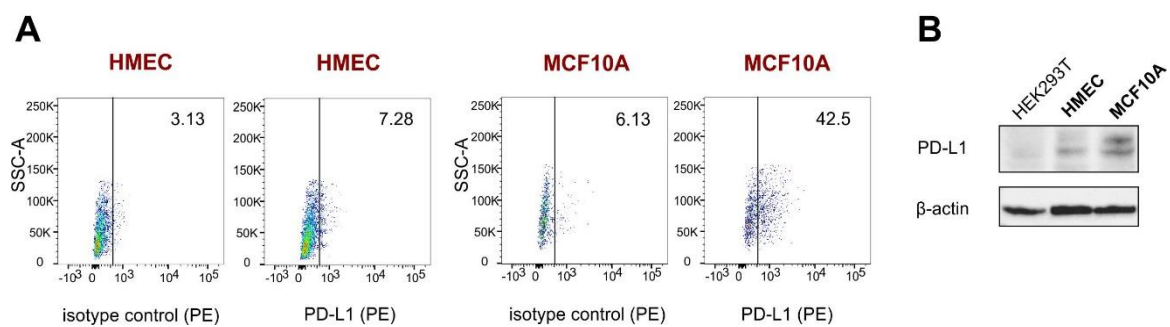 A
HMEC
HMEC
MCF10A
MCF10A
3.13
7.28
6.13
42.5
SSC-A
250K
200K
150K
100K
50K
0
-10³ 0 10³ 10⁴ 10⁵
isotype control (PE)
250K
200K
150K
100K
50K
0
-10³ 0 10³ 10⁴ 10⁵
PD-L1 (PE)
SSC-A
250K
200K
150K
100K
50K
0
-10³ 0 10³ 10⁴ 10⁵
isotype control (PE)
250K
200K
150K
100K
50K
0
-10³ 0 10³ 10⁴ 10⁵
PD-L1 (PE)
B
HEK293T
HMEC
MCF10A
PD-L1
β-actin